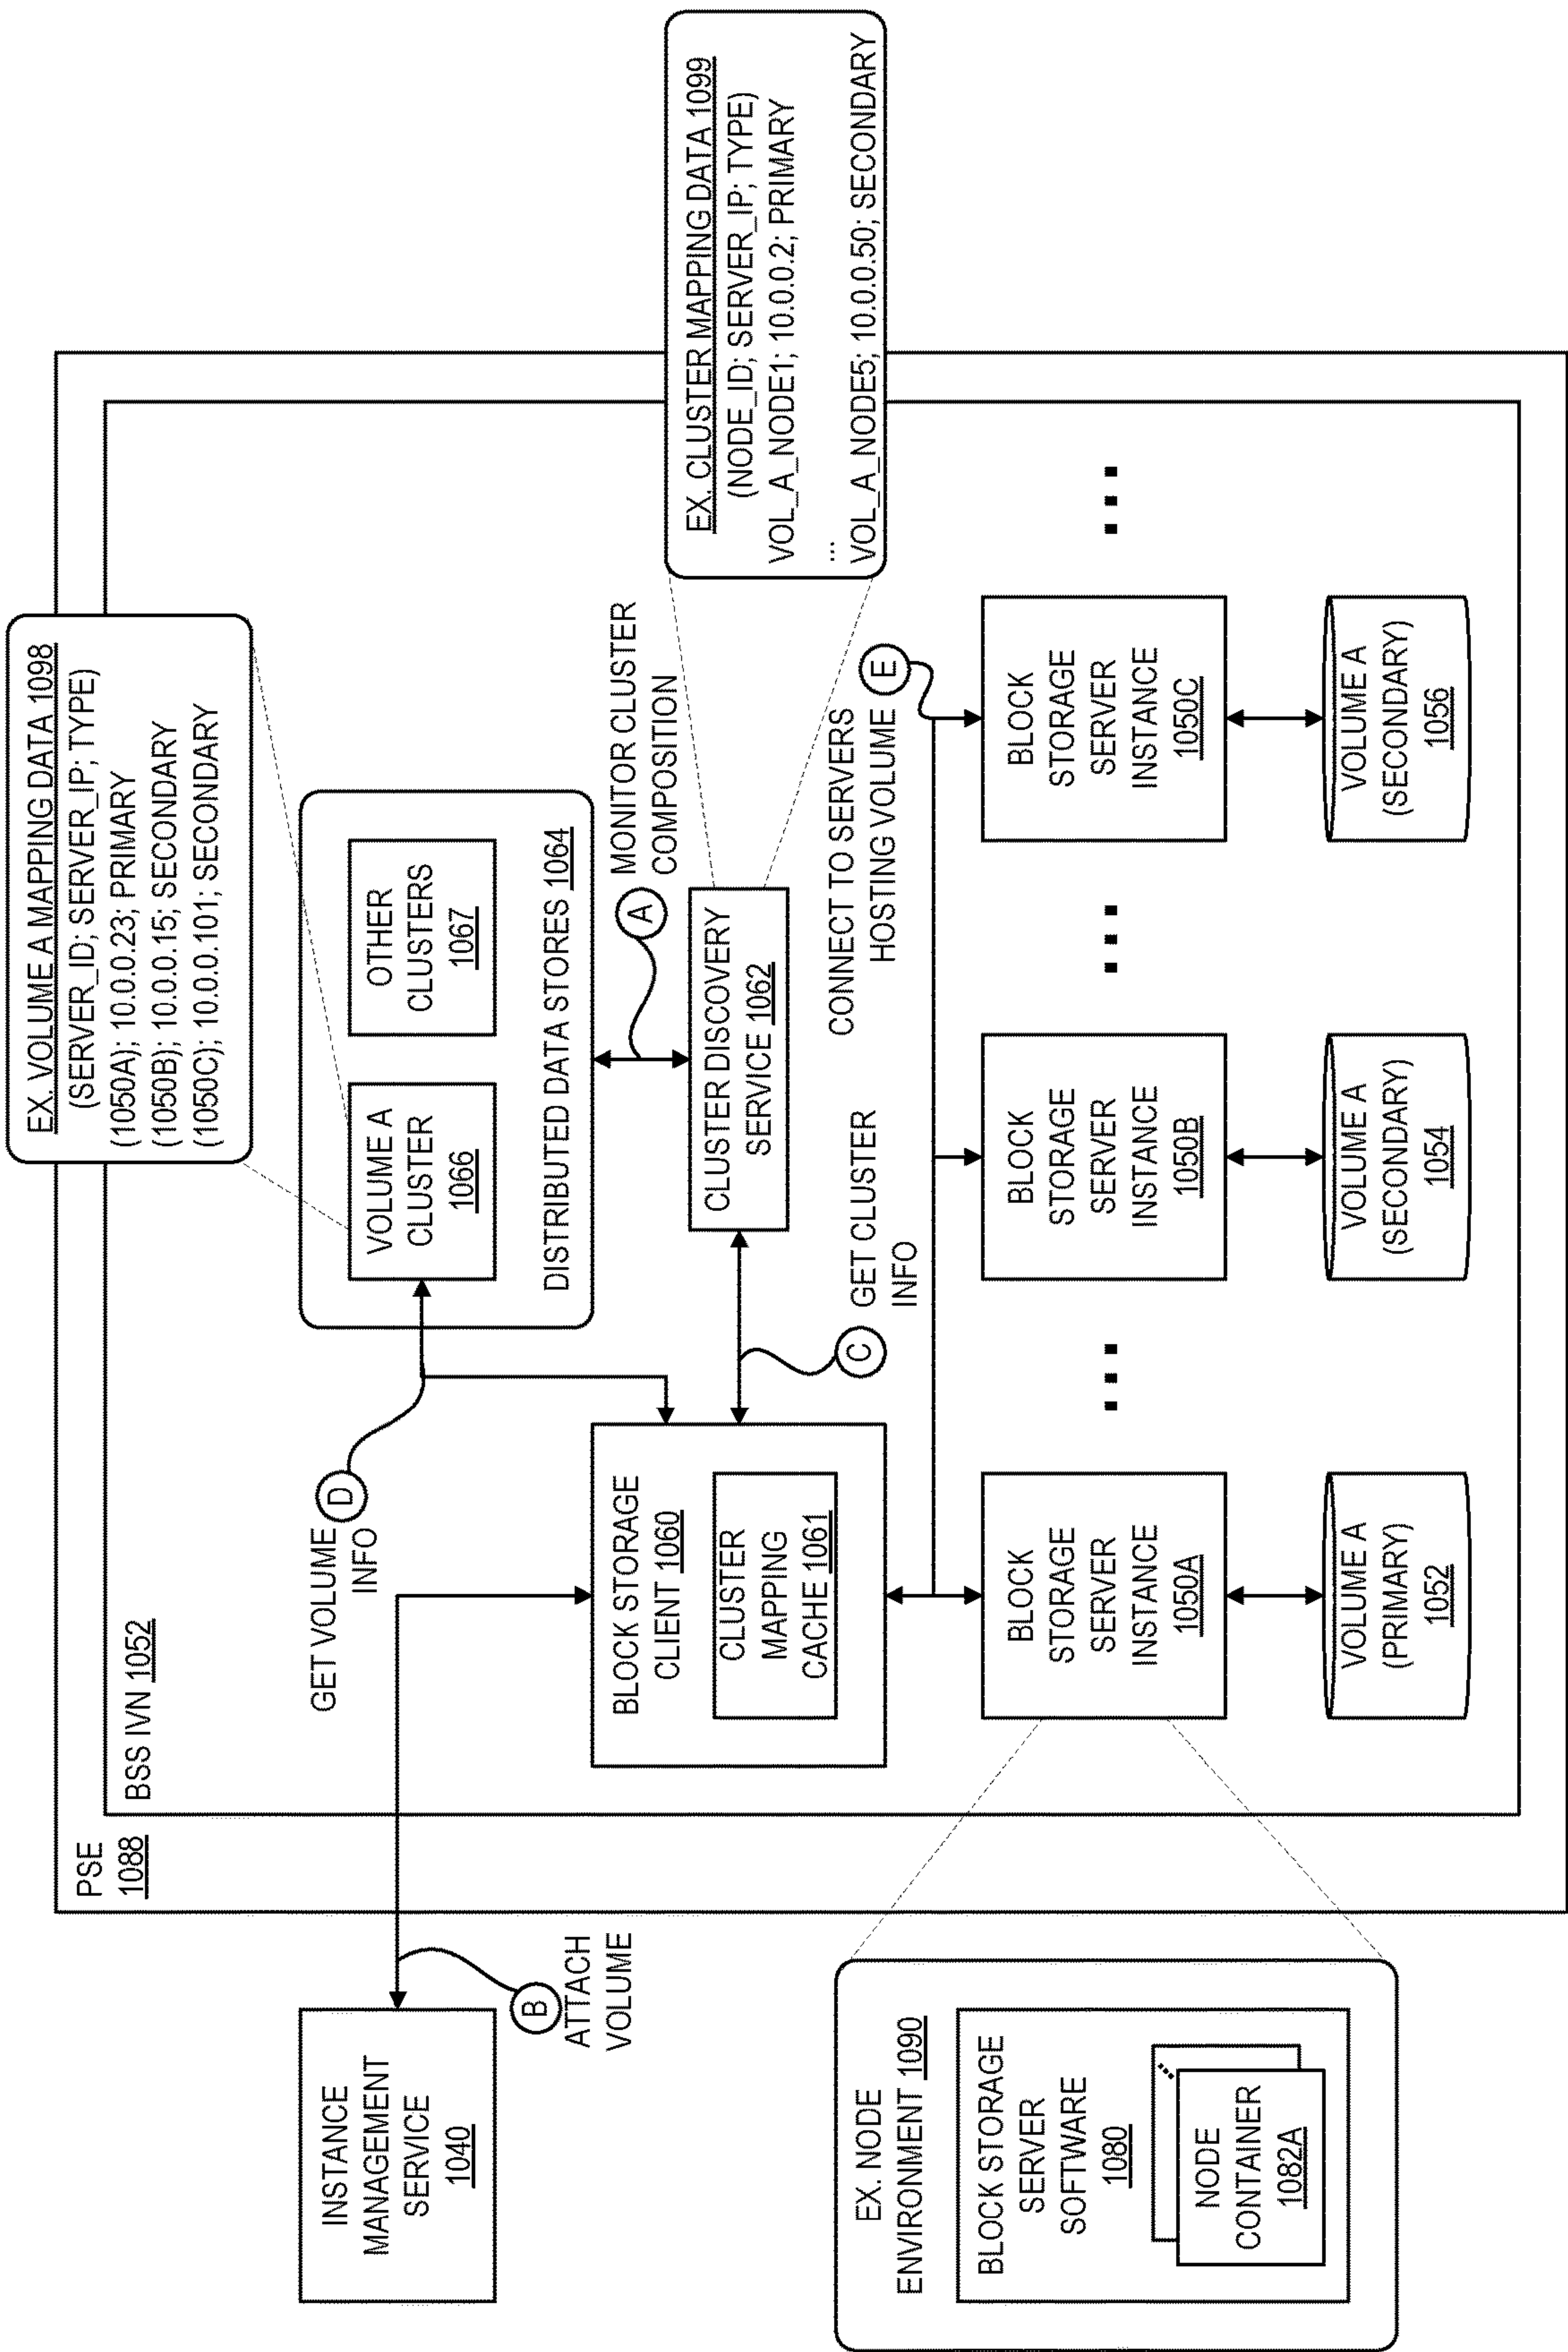 EX. VOLUME A MAPPING DATA 1098
(SERVER_ID; SERVER_IP; TYPE)
(1050A); 10.0.0.23; PRIMARY
(1050B); 10.0.0.15; SECONDARY
(1050C); 10.0.0.101; SECONDARY
PSE
1088
BSS IVN 1052
INSTANCE
MANAGEMENT
SERVICE
1040
B
ATTACH
VOLUME
GET VOLUME
INFO
D
VOLUME A
CLUSTER
1066
OTHER
CLUSTERS
1067
DISTRIBUTED DATA STORES 1064
A
MONITOR CLUSTER
COMPOSITION
BLOCK STORAGE
CLIENT 1060
CLUSTER
MAPPING
CACHE 1061
CLUSTER DISCOVERY
SERVICE 1062
EX. CLUSTER MAPPING DATA 1099
(NODE_ID; SERVER_IP; TYPE)
VOL_A_NODE1; 10.0.0.2; PRIMARY
...
VOL_A_NODE5; 10.0.0.50; SECONDARY
C
GET CLUSTER
INFO
CONNECT TO SERVERS
HOSTING VOLUME
E
EX. NODE
ENVIRONMENT 1090
BLOCK STORAGE
SERVER
SOFTWARE
1080
NODE
CONTAINER
1082A
BLOCK
STORAGE
SERVER
INSTANCE
1050A
...
BLOCK
STORAGE
SERVER
INSTANCE
1050B
...
BLOCK
STORAGE
SERVER
INSTANCE
1050C
...
VOLUME A
(PRIMARY)
1052
VOLUME A
(SECONDARY)
1054
VOLUME A
(SECONDARY)
1056